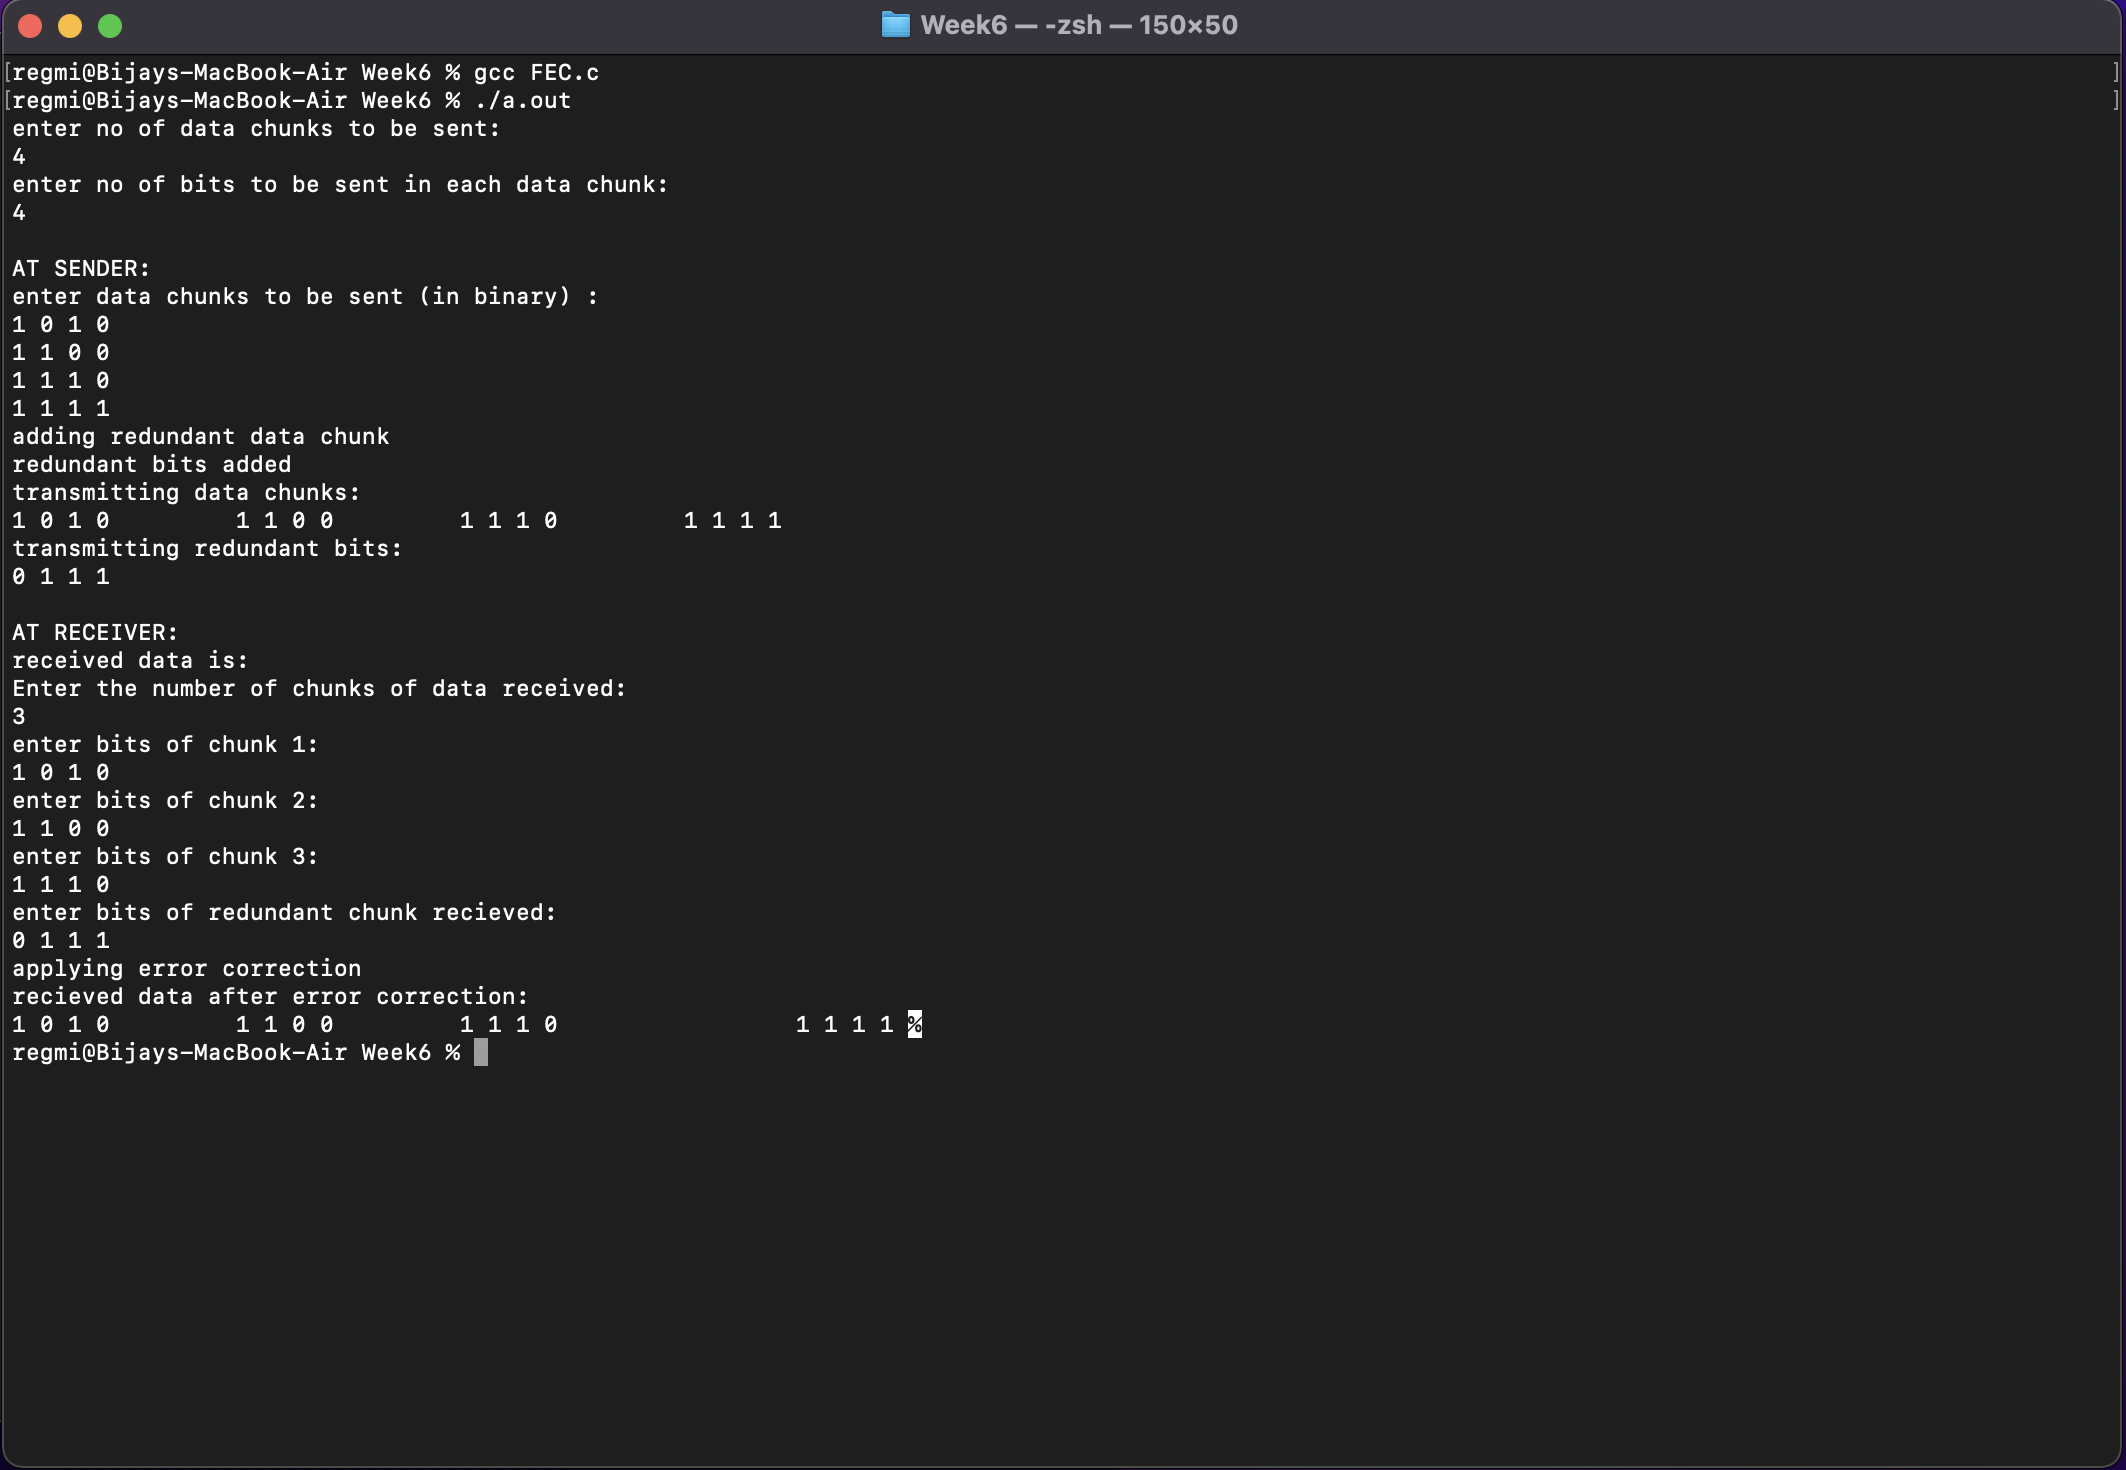 Week6 — -zsh — 150×50
[regmi@Bijays-MacBook-Air Week6 % gcc FEC.c ]
[regmi@Bijays-MacBook-Air Week6 % ./a.out ]
enter no of data chunks to be sent:
4
enter no of bits to be sent in each data chunk:
4
AT SENDER:
enter data chunks to be sent (in binary) :
1 0 1 0
1 1 0 0
1 1 1 0
1 1 1 1
adding redundant data chunk
redundant bits added
transmitting data chunks:
1 0 1 0         1 1 0 0         1 1 1 0         1 1 1 1
transmitting redundant bits:
0 1 1 1
AT RECEIVER:
received data is:
Enter the number of chunks of data received:
3
enter bits of chunk 1:
1 0 1 0
enter bits of chunk 2:
1 1 0 0
enter bits of chunk 3:
1 1 1 0
enter bits of redundant chunk recieved:
0 1 1 1
applying error correction
recieved data after error correction:
1 0 1 0         1 1 0 0         1 1 1 0                 1 1 1 1 %
regmi@Bijays-MacBook-Air Week6 %